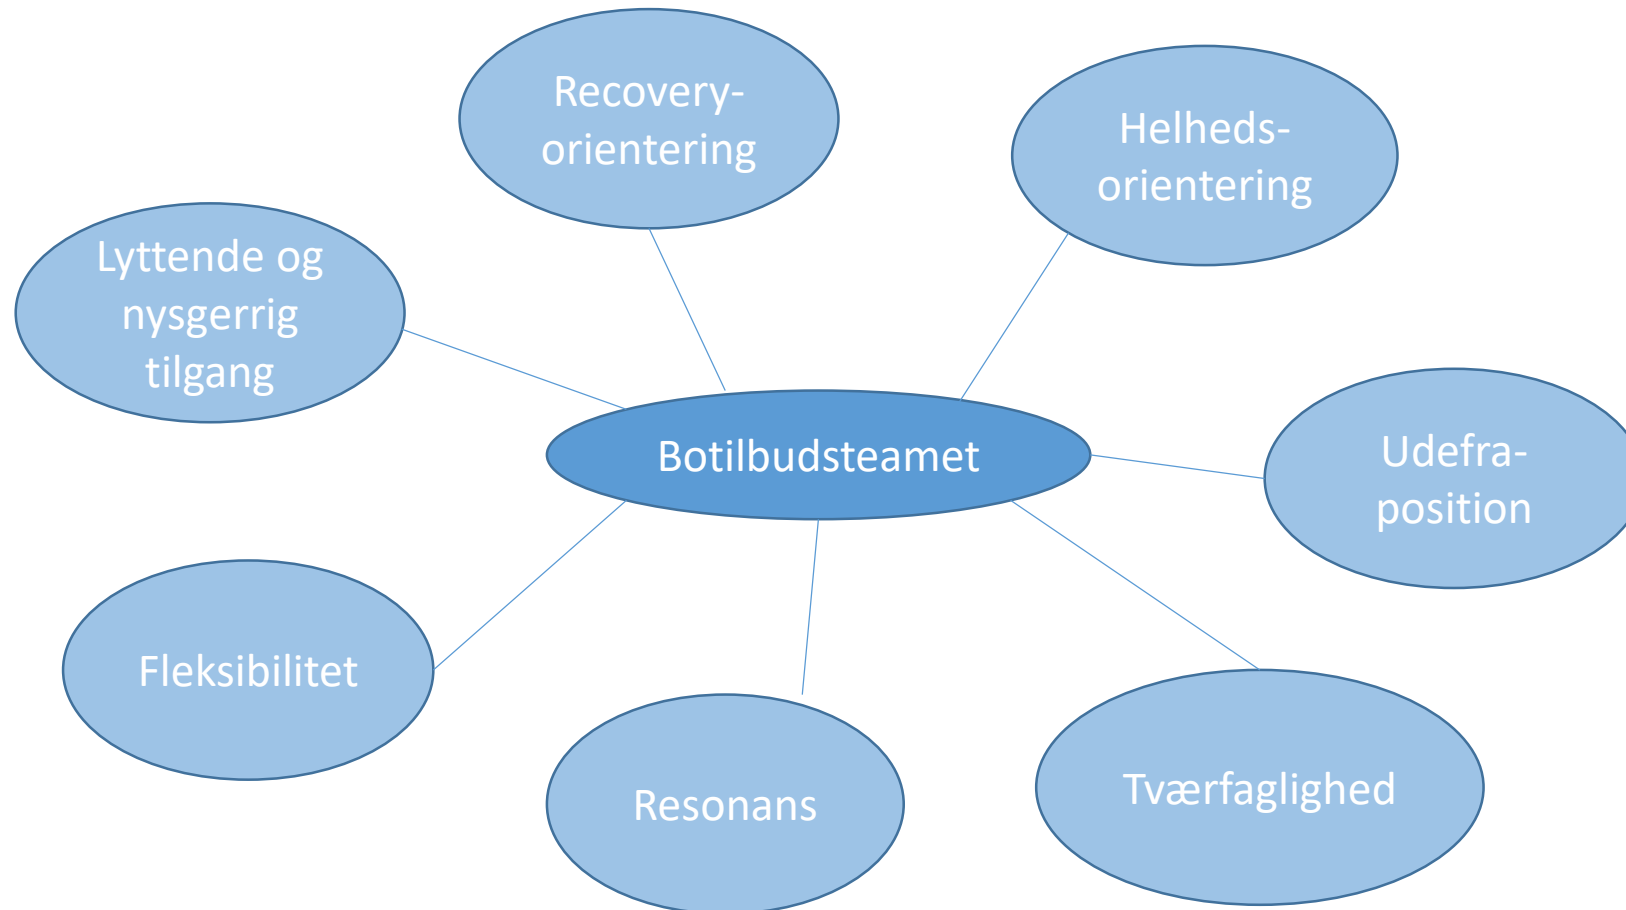 Recovery-
orientering
Helheds-
orientering
Lyttende og
nysgerrig
tilgang
Botilbudsteamet
Udefra-
position
Fleksibilitet
Resonans
Tværfaglighed